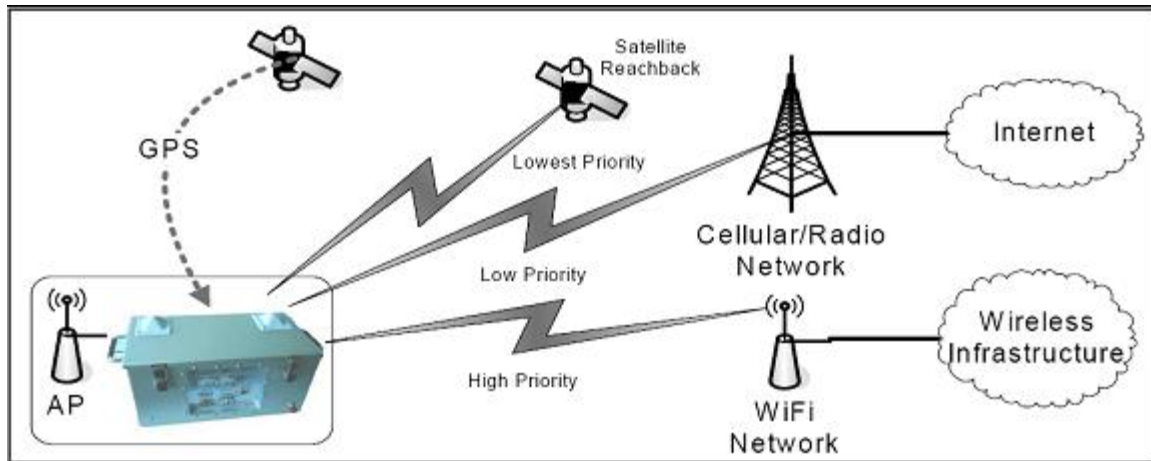 Satellite
Reachback
GPS
Lowest Priority
Internet
Cellular/Radio
Network
Low Priority
AP
High Priority
WiFi
Network
Wireless
Infrastructure